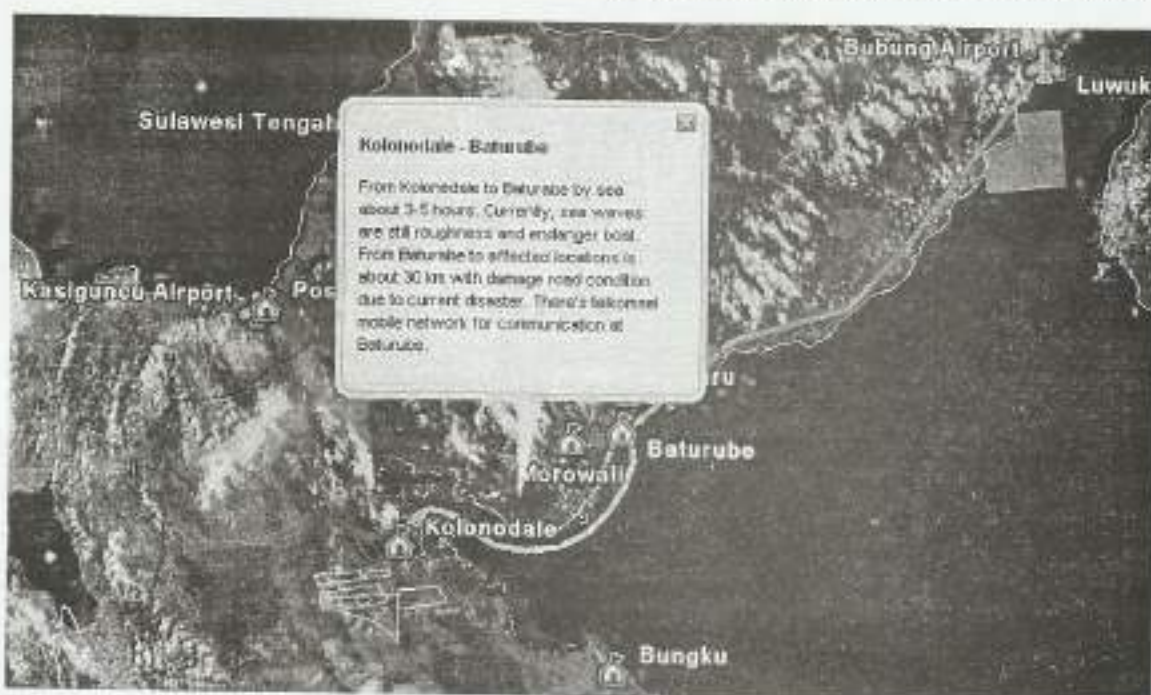 Bubung Airport
Luwuk
Sulawesi Tengah
Kolonodale - Baturube
From Kolonedale to Baturube by sea
about 3-5 hours. Currently, sea waves
are still roughness and endanger boat.
From Baturube to affected locations is
about 30 km with damage road condition
due to current disaster. There's telkomsel
mobile network for communication at
Baturube.
Kasiguncu Airport
Pos
ru
Baturube
Morowali
Kolonodale
Bungku